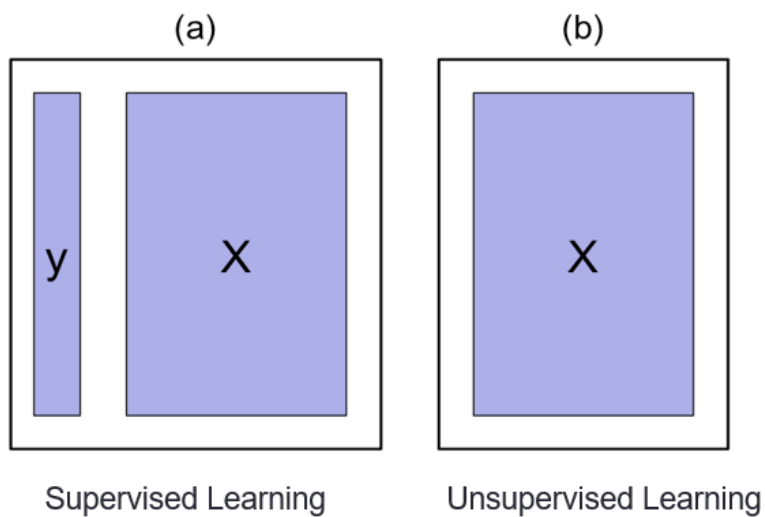 (a)
(b)
y
X
X
Supervised Learning
Unsupervised Learning